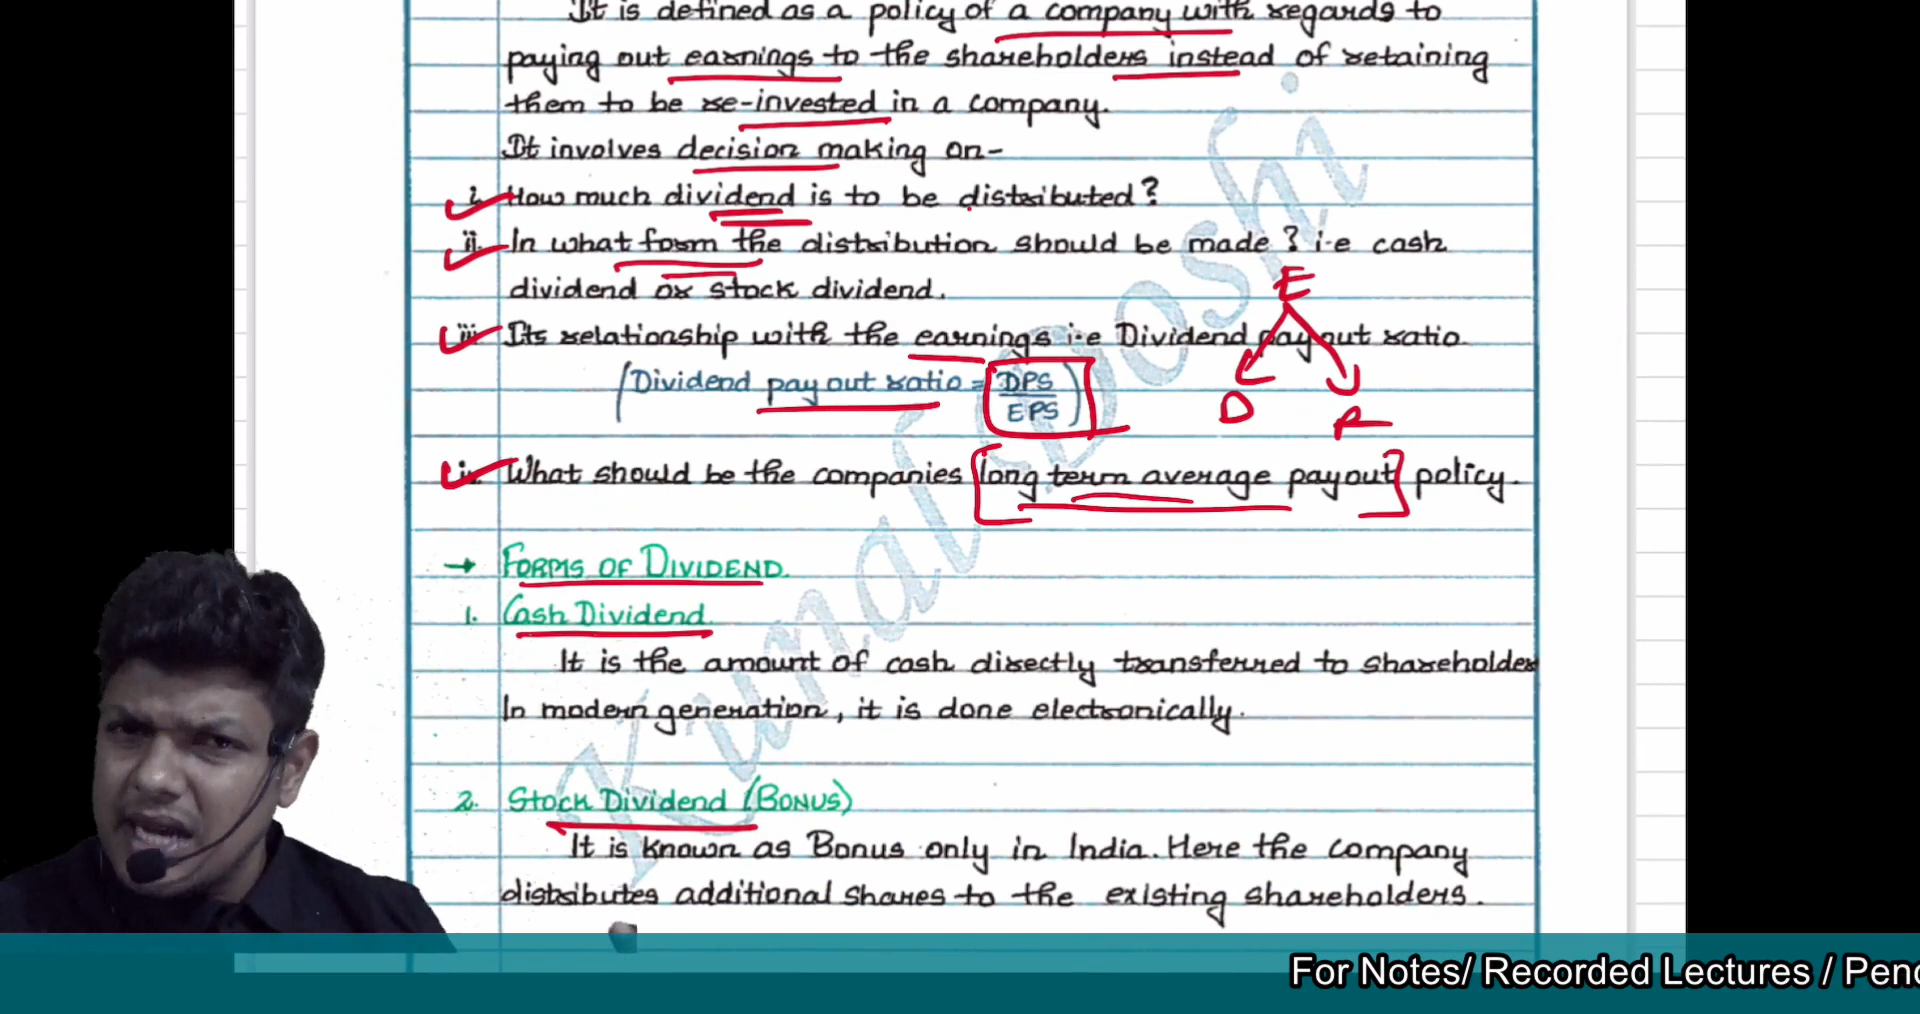 It is defined as a policy of a company with regards to
paying out earnings to the shareholders instead of retaining
them to be re-invested in a company.
It involves decision making on-
i. How much dividend is to be distributed?
ii. In what form the distribution should be made? i.e cash
dividend or stock dividend.
E
iii. Its relationship with the earnings i.e Dividend pay out ratio.
(Dividend pay out ratio = DPS
EPS)
D R
iv. What should be the companies [long term average payout] policy.
→ FORMS OF DIVIDEND.
1. Cash Dividend.
It is the amount of cash directly transferred to shareholder
In modern generation, it is done electronically.
2. Stock Dividend (BONUS)
It is known as Bonus only in India. Here the company
distributes additional shares to the existing shareholders.
Kunal Doshi
For Notes/ Recorded Lectures / Pend